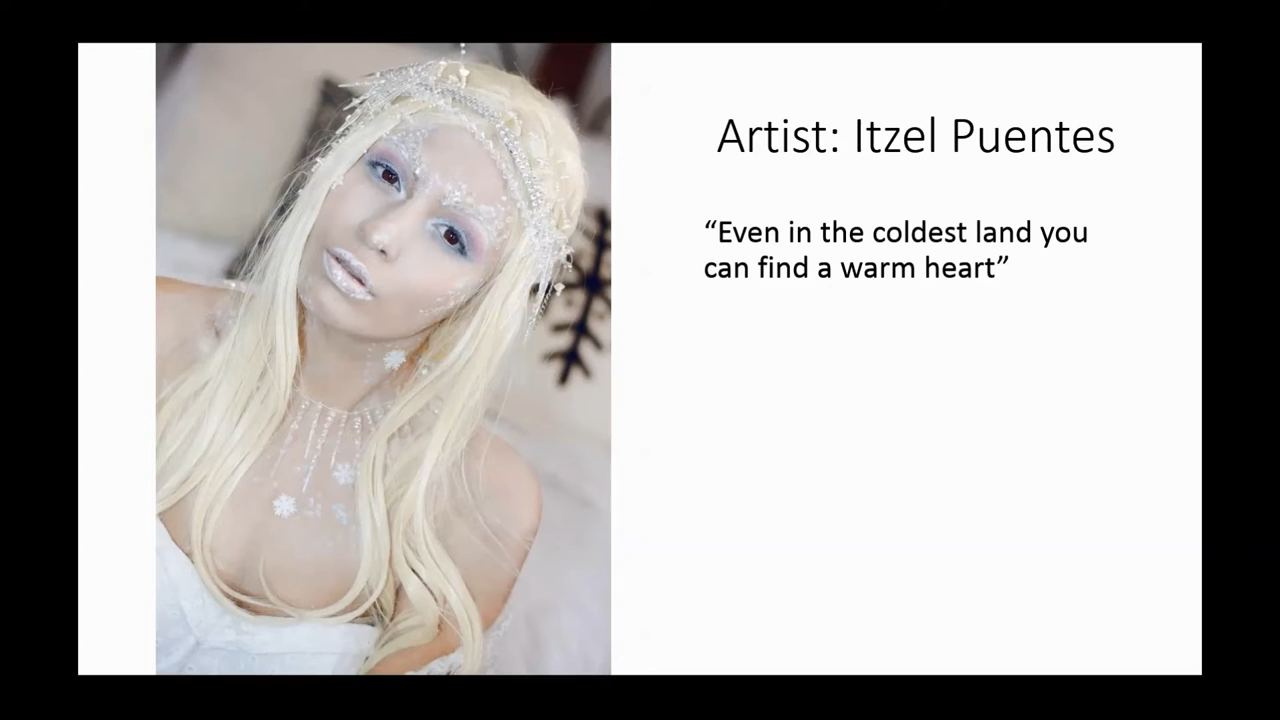 Artist: Itzel Puentes
“Even in the coldest land you
can find a warm heart”